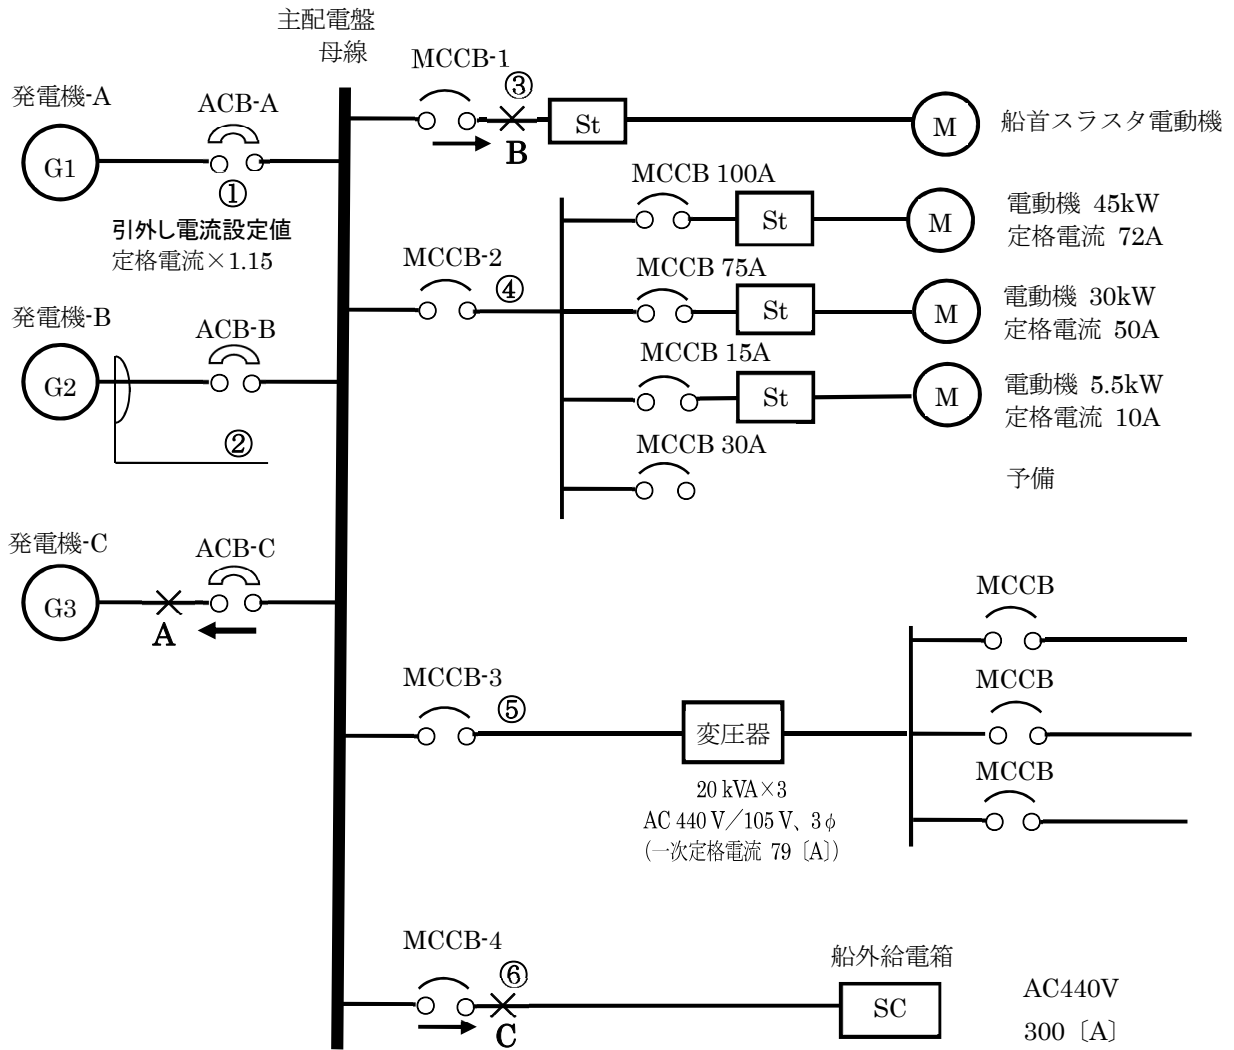 主配電盤
母線
発電機-A
ACB-A
G1
①
引外し電流設定値
定格電流×1.15
発電機-B
ACB-B
G2
②
発電機-C
ACB-C
G3
A
MCCB-1
③
B
St
M
船首スラスタ電動機
MCCB-2
④
MCCB 100A
St
M
電動機 45kW
定格電流 72A
MCCB 75A
St
M
電動機 30kW
定格電流 50A
MCCB 15A
St
M
電動機 5.5kW
定格電流 10A
MCCB 30A
予備
MCCB-3
⑤
変圧器
20 kVA×3
AC 440 V／105 V、3φ
(一次定格電流 79〔A〕)
MCCB
MCCB
MCCB
MCCB-4
⑥
C
船外給電箱
SC
AC440V
300〔A〕